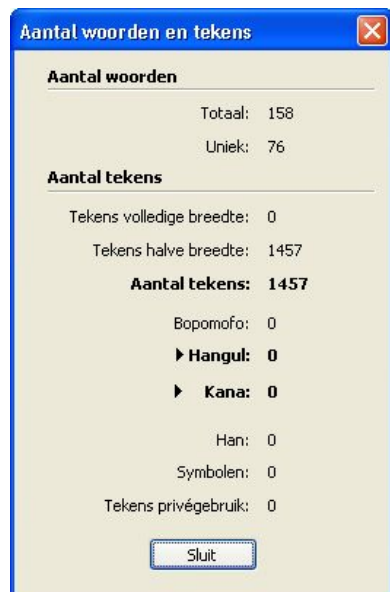 Aantal woorden en tekens
Aantal woorden
Totaal: 158
Uniek: 76
Aantal tekens
Tekens volledige breedte: 0
Tekens halve breedte: 1457
Aantal tekens: 1457
Bopomofo: 0
Hangul: 0
Kana: 0
Han: 0
Symbolen: 0
Tekens privégebruik: 0
Sluit